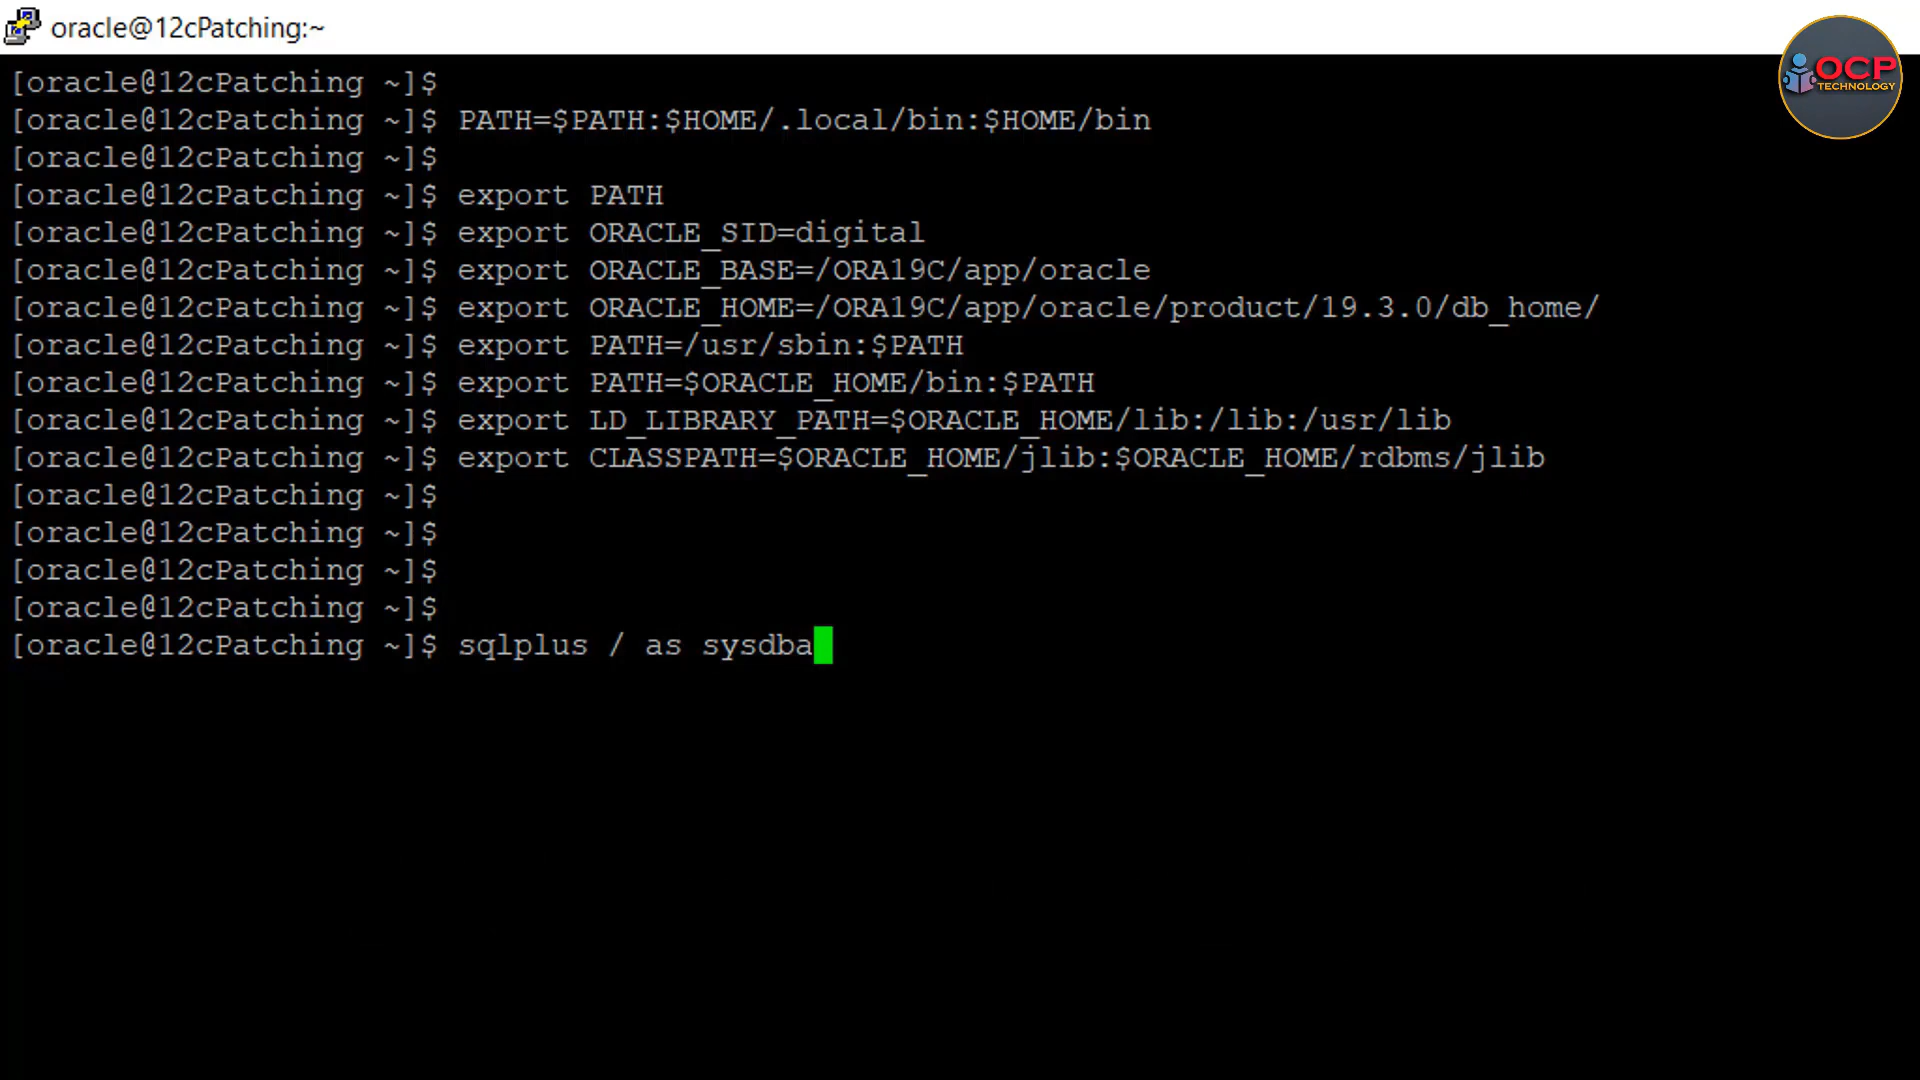 oracle@12cPatching:~
OCP
TECHNOLOGY
[oracle@12cPatching ~]$
[oracle@12cPatching ~]$ PATH=$PATH:$HOME/.local/bin:$HOME/bin
[oracle@12cPatching ~]$
[oracle@12cPatching ~]$ export PATH
[oracle@12cPatching ~]$ export ORACLE_SID=digital
[oracle@12cPatching ~]$ export ORACLE_BASE=/ORA19C/app/oracle
[oracle@12cPatching ~]$ export ORACLE_HOME=/ORA19C/app/oracle/product/19.3.0/db_home/
[oracle@12cPatching ~]$ export PATH=/usr/sbin:$PATH
[oracle@12cPatching ~]$ export PATH=$ORACLE_HOME/bin:$PATH
[oracle@12cPatching ~]$ export LD_LIBRARY_PATH=$ORACLE_HOME/lib:/lib:/usr/lib
[oracle@12cPatching ~]$ export CLASSPATH=$ORACLE_HOME/jlib:$ORACLE_HOME/rdbms/jlib
[oracle@12cPatching ~]$
[oracle@12cPatching ~]$
[oracle@12cPatching ~]$
[oracle@12cPatching ~]$
[oracle@12cPatching ~]$ sqlplus / as sysdba